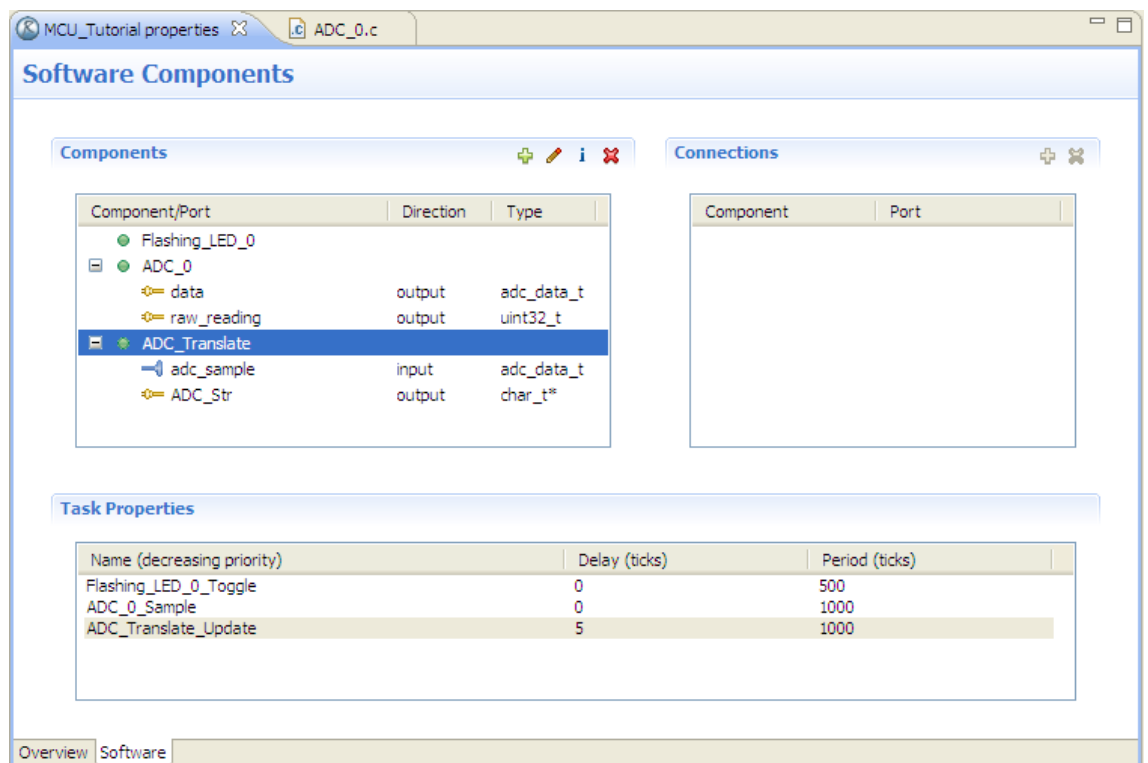 MCU_Tutorial properties
ADC_0.c
Software Components
Components
Connections
Component/Port Direction Type
Flashing_LED_0
ADC_0
data output adc_data_t
raw_reading output uint32_t
ADC_Translate
adc_sample input adc_data_t
ADC_Str output char_t*
Component Port
Task Properties
Name (decreasing priority) Delay (ticks) Period (ticks)
Flashing_LED_0_Toggle 0 500
ADC_0_Sample 0 1000
ADC_Translate_Update 5 1000
Overview Software